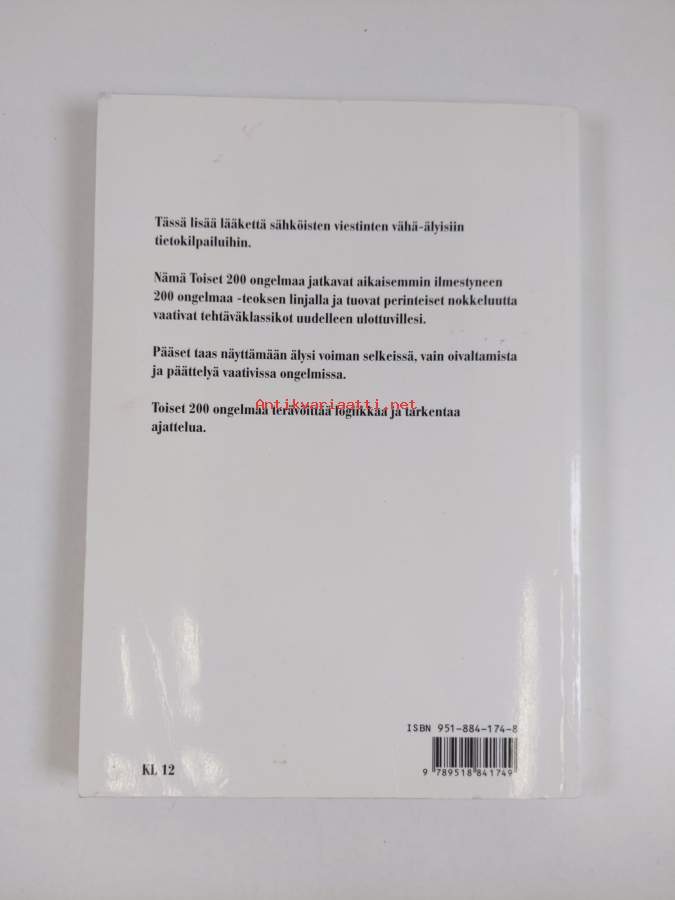 Tässä lisää lääkettä sähköisten viestinten vähä-älyisiin
tietokilpailuihin.
Nämä Toiset 200 ongelmaa jatkavat aikaisemmin ilmestyneen
200 ongelmaa -teoksen linjalla ja tuovat perinteiset nokkeluutta
vaativat tehtäväklassikot uudelleen ulottuvillesi.
Pääset taas näyttämään älysi voiman selkeissä, vain oivaltamista
ja päättelyä vaativissa ongelmissa.
Antikvariaatti.net
Toiset 200 ongelmaa terävöittää logiikkaa ja tarkentaa
ajattelua.
ISBN 951-884-174-8
9 789518 841749
KL 12